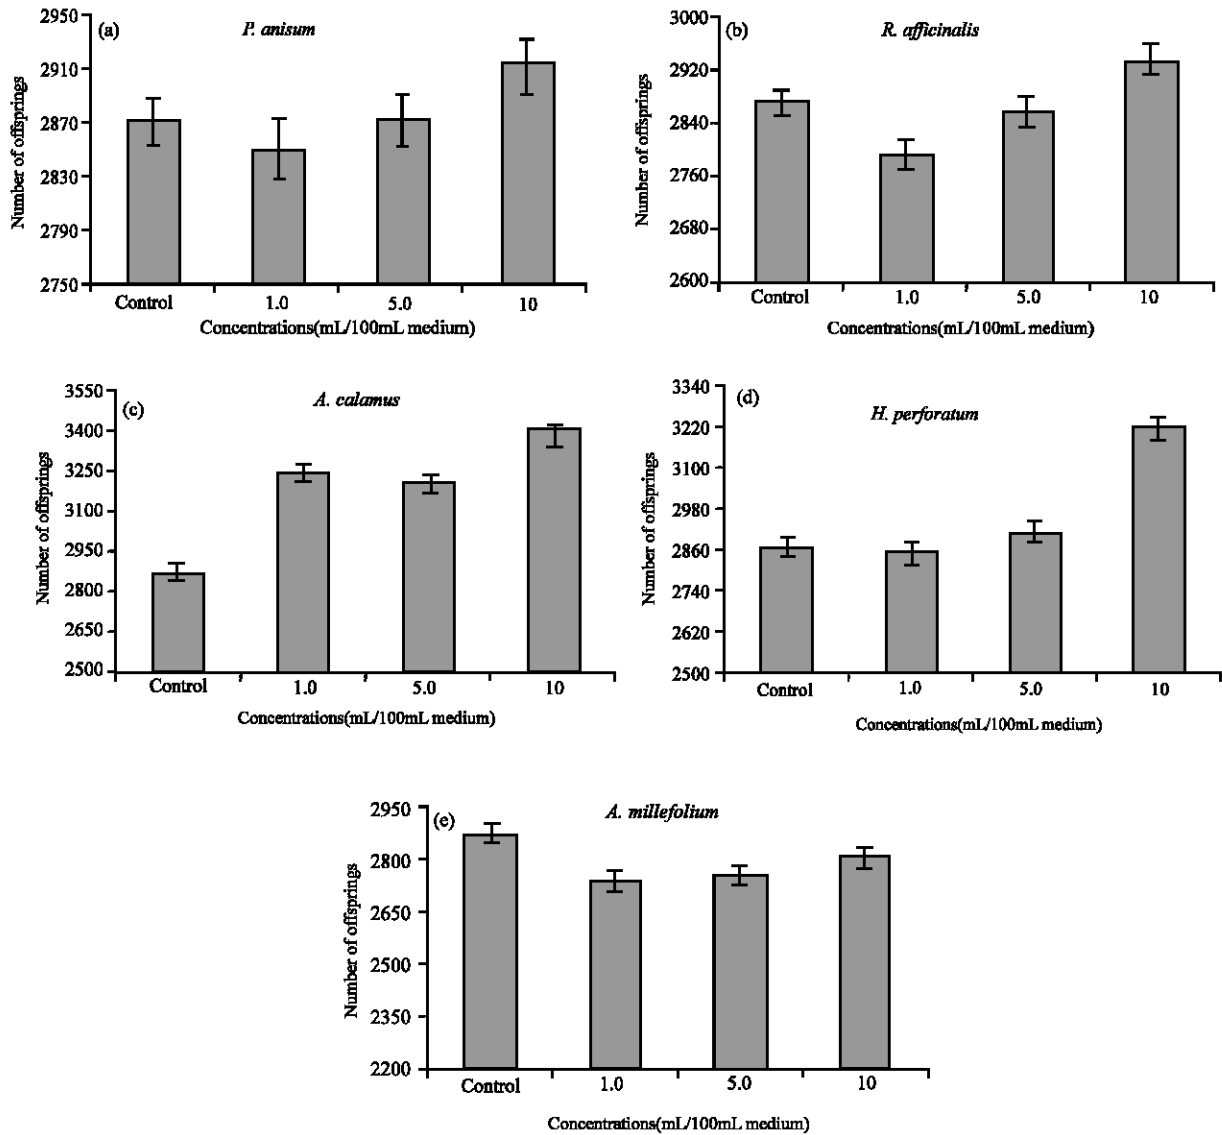 (a)
P. anisum
Number of offsprings
2950
2910
2870
2830
2790
2750
Control 1.0 5.0 10
Concentrations(mL/100mL medium)
(b)
R. afficinalis
Number of offsprings
3000
2920
2840
2760
2680
2600
Control 1.0 5.0 10
Concentrations(mL/100mL medium)
(c)
A. calamus
Number of offsprings
3550
3400
3250
3100
2950
2800
2650
2500
Control 1.0 5.0 10
Concentrations(mL/100mL medium)
(d)
H. perforatum
Number of offsprings
3340
3220
3100
2980
2860
2740
2620
2500
Control 1.0 5.0 10
Concentrations(mL/100mL medium)
(e)
A. millefolium
Number of offsprings
2950
2800
2650
2500
2350
2200
Control 1.0 5.0 10
Concentrations(mL/100mL medium)